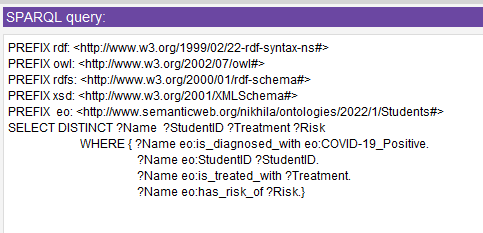 SPARQL query:
PREFIX rdf: <http://www.w3.org/1999/02/22-rdf-syntax-ns#>
PREFIX owl: <http://www.w3.org/2002/07/owl#>
PREFIX rdfs: <http://www.w3.org/2000/01/rdf-schema#>
PREFIX xsd: <http://www.w3.org/2001/XMLSchema#>
PREFIX eo: <http://www.semanticweb.org/nikhila/ontologies/2022/1/Students#>
SELECT DISTINCT ?Name ?StudentID ?Treatment ?Risk
WHERE { ?Name eo:is_diagnosed_with eo:COVID-19_Positive.
?Name eo:StudentID ?StudentID.
?Name eo:is_treated_with ?Treatment.
?Name eo:has_risk_of ?Risk.}